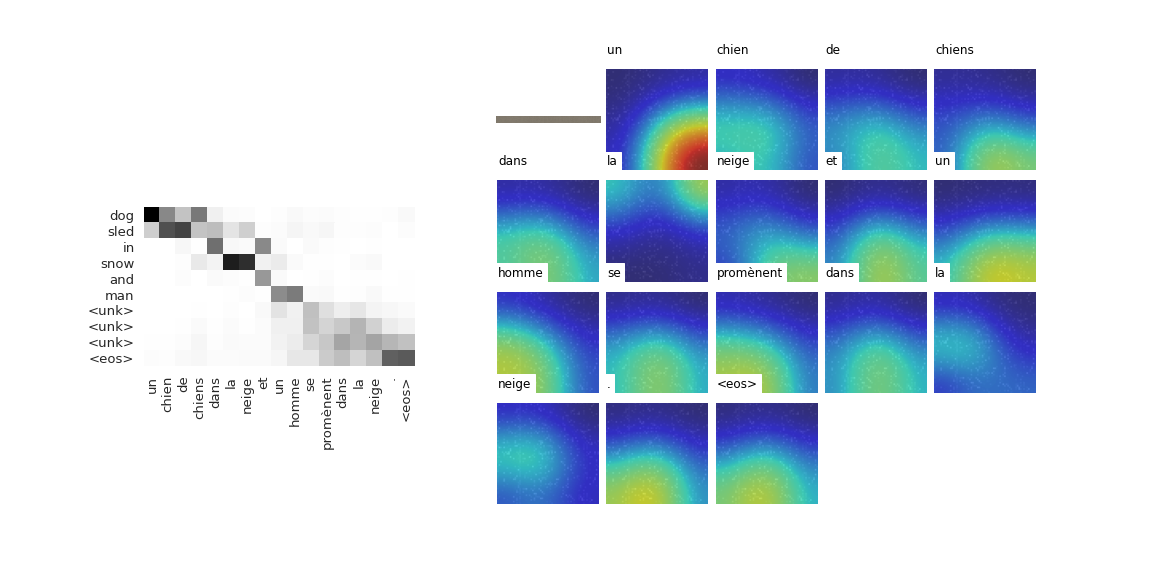 dog
sled
in
snow
and
man
<unk>
<unk>
<unk>
<eos>
un
chien
de
chiens
dans
la
neige
et
un
homme
se
promènent
dans
la
neige
.
<eos>
un chien de chiens
dans la neige et un
homme se promènent dans la
neige . <eos>